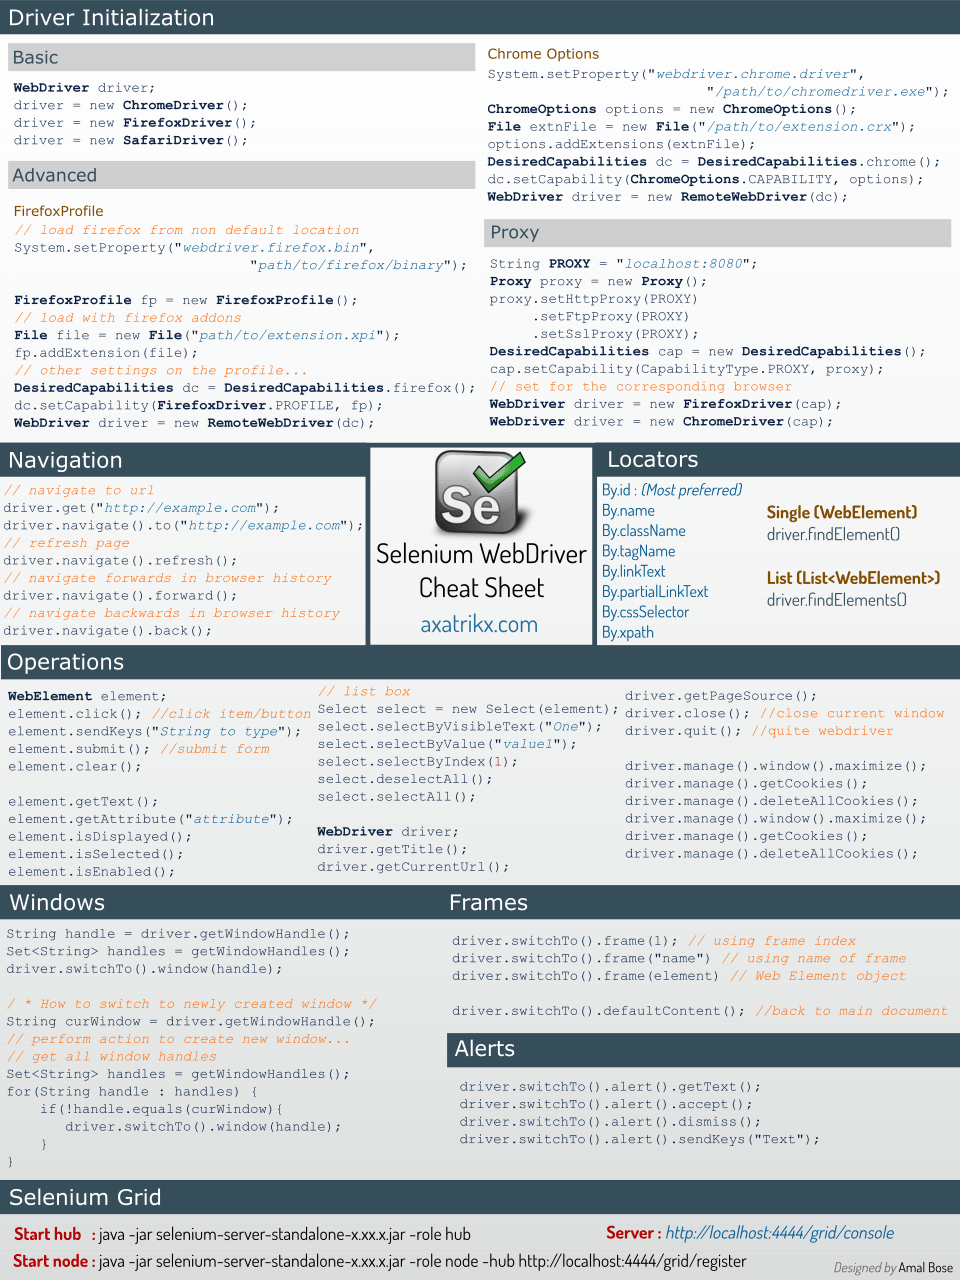 Driver Initialization
Basic
WebDriver driver;
driver = new ChromeDriver();
driver = new FirefoxDriver();
driver = new SafariDriver();
Advanced
FirefoxProfile
// load firefox from non default location
System.setProperty("webdriver.firefox.bin",
"path/to/firefox/binary");
FirefoxProfile fp = new FirefoxProfile();
// load with firefox addons
File file = new File("path/to/extension.xpi");
fp.addExtension(file);
// other settings on the profile...
DesiredCapabilities dc = DesiredCapabilities.firefox();
dc.setCapability(FirefoxDriver.PROFILE, fp);
WebDriver driver = new RemoteWebDriver(dc);
Chrome Options
System.setProperty("webdriver.chrome.driver",
"/path/to/chromedriver.exe");
ChromeOptions options = new ChromeOptions();
File extnFile = new File("/path/to/extension.crx");
options.addExtensions(extnFile);
DesiredCapabilities dc = DesiredCapabilities.chrome();
dc.setCapability(ChromeOptions.CAPABILITY, options);
WebDriver driver = new RemoteWebDriver(dc);
Proxy
String PROXY = "localhost:8080";
Proxy proxy = new Proxy();
proxy.setHttpProxy(PROXY)
.setFtpProxy(PROXY)
.setSslProxy(PROXY);
DesiredCapabilities cap = new DesiredCapabilities();
cap.setCapability(CapabilityType.PROXY, proxy);
// set for the corresponding browser
WebDriver driver = new FirefoxDriver(cap);
WebDriver driver = new ChromeDriver(cap);
Navigation
// navigate to url
driver.get("http://example.com");
driver.navigate().to("http://example.com");
// refresh page
driver.navigate().refresh();
// navigate forwards in browser history
driver.navigate().forward();
// navigate backwards in browser history
driver.navigate().back();
Se
Selenium WebDriver
Cheat Sheet
axatrikx.com
Locators
By.id : (Most preferred)
By.name
By.className
By.tagName
By.linkText
By.partialLinkText
By.cssSelector
By.xpath
Single (WebElement)
driver.findElement()
List (List<WebElement>)
driver.findElements()
Operations
WebElement element;
element.click(); //click item/button
element.sendKeys("String to type");
element.submit(); //submit form
element.clear();
element.getText();
element.getAttribute("attribute");
element.isDisplayed();
element.isSelected();
element.isEnabled();
// list box
Select select = new Select(element);
select.selectByVisibleText("One");
select.selectByValue("value1");
select.selectByIndex(1);
select.deselectAll();
select.selectAll();
WebDriver driver;
driver.getTitle();
driver.getCurrentUrl();
driver.getPageSource();
driver.close(); //close current window
driver.quit(); //quite webdriver
driver.manage().window().maximize();
driver.manage().getCookies();
driver.manage().deleteAllCookies();
driver.manage().window().maximize();
driver.manage().getCookies();
driver.manage().deleteAllCookies();
Windows
String handle = driver.getWindowHandle();
Set<String> handles = getWindowHandles();
driver.switchTo().window(handle);
/ * How to switch to newly created window */
String curWindow = driver.getWindowHandle();
// perform action to create new window...
// get all window handles
Set<String> handles = getWindowHandles();
for(String handle : handles) {
if(!handle.equals(curWindow){
driver.switchTo().window(handle);
}
}
Frames
driver.switchTo().frame(1); // using frame index
driver.switchTo().frame("name") // using name of frame
driver.switchTo().frame(element) // Web Element object
driver.switchTo().defaultContent(); //back to main document
Alerts
driver.switchTo().alert().getText();
driver.switchTo().alert().accept();
driver.switchTo().alert().dismiss();
driver.switchTo().alert().sendKeys("Text");
Selenium Grid
Start hub : java -jar selenium-server-standalone-x.xx.x.jar -role hub
Server : http://localhost:4444/grid/console
Start node : java -jar selenium-server-standalone-x.xx.x.jar -role node -hub http://localhost:4444/grid/register
Designed by Amal Bose